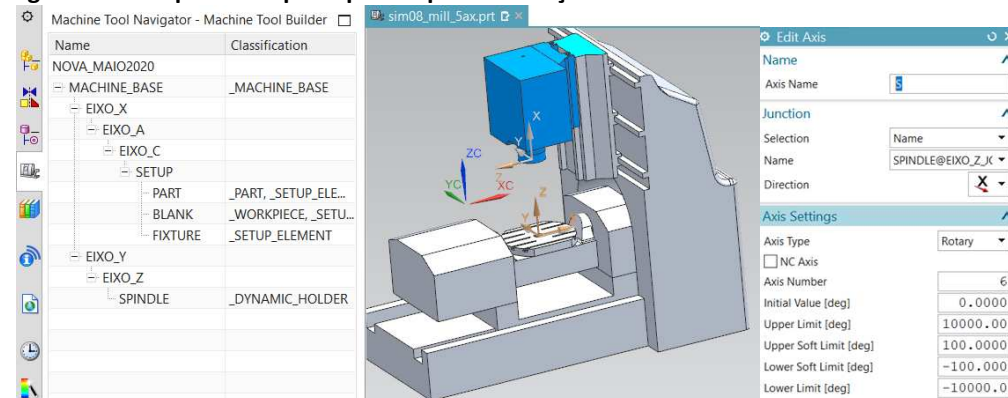 Machine Tool Navigator - Machine Tool Builder
Name Classification
NOVA_MAIO2020
MACHINE_BASE _MACHINE_BASE
EIXO_X
EIXO_A
EIXO_C
SETUP
PART _PART, _SETUP_ELE...
BLANK _WORKPIECE, _SETU...
FIXTURE _SETUP_ELEMENT
EIXO_Y
EIXO_Z
SPINDLE _DYNAMIC_HOLDER
sim08_mill_5ax.prt
X
Y
Z
ZC
YC
XC
Z
Y
Edit Axis
Name
Axis Name S
Junction
Selection Name
Name SPINDLE@EIXO_Z_JC
Direction
Axis Settings
Axis Type Rotary
NC Axis
Axis Number 6
Initial Value [deg] 0.0000
Upper Limit [deg] 10000.00
Upper Soft Limit [deg] 100.0000
Lower Soft Limit [deg] -100.000
Lower Limit [deg] -10000.0